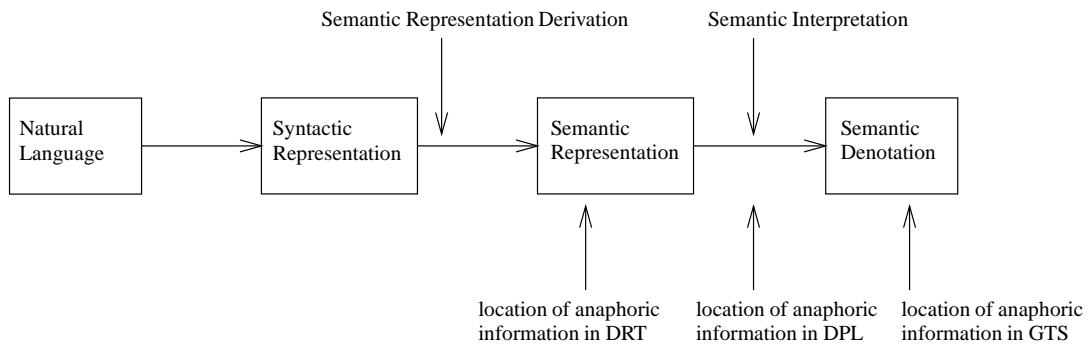 Semantic Representation Derivation
Semantic Interpretation
Natural
Language
Syntactic
Representation
Semantic
Representation
Semantic
Denotation
location of anaphoric
information in DRT
location of anaphoric
information in DPL
location of anaphoric
information in GTS